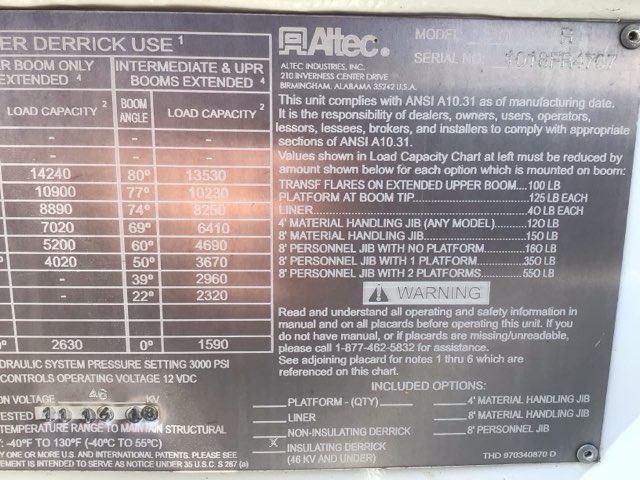 ER DERRICK USE 1
R BOOM ONLY
EXTENDED 4
INTERMEDIATE & UPR
BOOMS EXTENDED 4
LOAD CAPACITY 2
BOOM
ANGLE
LOAD CAPACITY 2
- - -
- - -
14240 80° 13530
10900 77° 10230
8890 74° 8250
7020 69° 6410
5200 60° 4690
4020 50° 3670
- 39° 2960
- 22° 2320
2630 0° 1590
DRAULIC SYSTEM PRESSURE SETTING 3000 PSI
CONTROLS OPERATING VOLTAGE 12 VDC
ION VOLTAGE 46 KV
TESTED
TEMPERATURE RANGE TO MAINTAIN STRUCTURAL
Y: -40°F TO 130°F (-40°C TO 55°C)
Y ONE OR MORE U.S. AND INTERNATIONAL PATENTS. THIS
EMENT IS INTENDED TO SERVE AS NOTICE UNDER 35 U.S.C. § 287 (a)
Altec®
MODEL
SERIAL NO.
ALTEC INDUSTRIES, INC.
210 INVERNESS CENTER DRIVE
BIRMINGHAM, ALABAMA 35242 U.S.A.
This unit complies with ANSI A10.31 as of manufacturing date.
It is the responsibility of dealers, owners, users, operators,
lessors, lessees, brokers, and installers to comply with appropriate
sections of ANSI A10.31.
Values shown in Load Capacity Chart at left must be reduced by
amount shown below for each option which is mounted on boom:
TRANSF FLARES ON EXTENDED UPPER BOOM....100 LB
PLATFORM AT BOOM TIP............125 LB EACH
LINER............40 LB EACH
4' MATERIAL HANDLING JIB (ANY MODEL)......120 LB
8' MATERIAL HANDLING JIB............150 LB
8' PERSONNEL JIB WITH NO PLATFORM............160 LB
8' PERSONNEL JIB WITH 1 PLATFORM............350 LB
8' PERSONNEL JIB WITH 2 PLATFORMS............550 LB
WARNING
Read and understand all operating and safety information in
manual and on all placards before operating this unit. If you
do not have manual, or if placards are missing/unreadable,
please call 1-877-462-5832 for assistance.
See adjoining placard for notes 1 thru 6 which are
referenced on this chart.
INCLUDED OPTIONS:
PLATFORM - (QTY)
LINER
NON-INSULATING DERRICK
X INSULATING DERRICK
(46 KV AND UNDER)
4' MATERIAL HANDLING JIB
8' MATERIAL HANDLING JIB
8' PERSONNEL JIB
THD 970340870 D